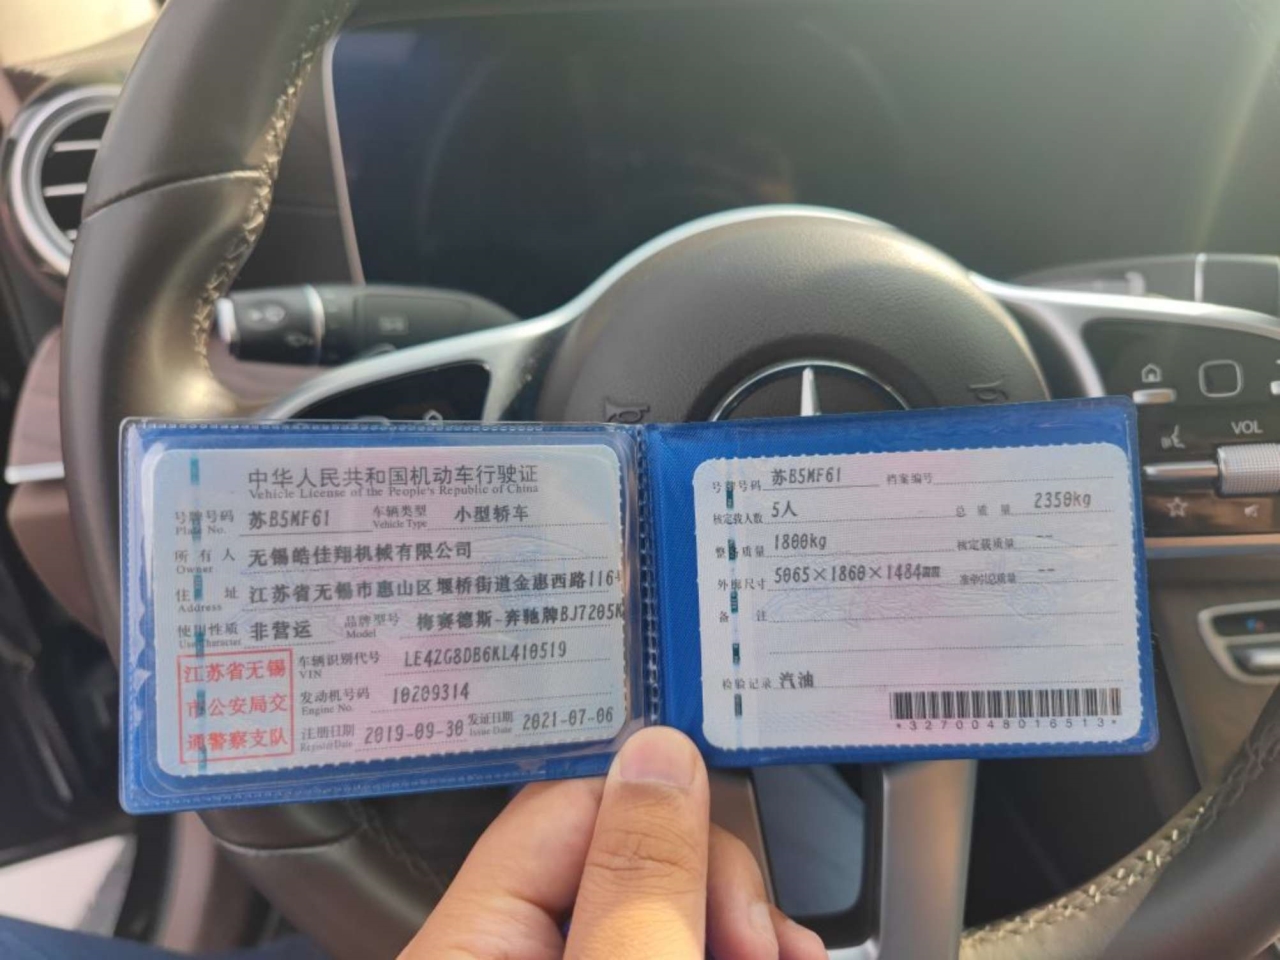 中华人民共和国机动车行驶证
Vehicle License of the People's Republic of China
号牌号码 苏B5MF61 车辆类型 小型轿车
Plate No. Vehicle Type
所有人 无锡皓佳翔机械有限公司
Owner
住址 江苏省无锡市惠山区堰桥街道金惠西路116号
Address
使用性质 非营运 品牌型号 梅赛德斯-奔驰牌BJ7205K
Use Character Model
江苏省无锡
市公安局交
通警察支队
车辆识别代号 LE4ZG8DB6KL410519
VIN
发动机号码 10209314
Engine No.
注册日期 2019-09-30 发证日期 2021-07-06
Register Date Issue Date
号牌号码 苏B5MF61 档案编号
核定载人数 5人 总质量 2350kg
整备质量 1800kg 核定载质量 --
外廓尺寸 5065×1860×1484mm 准牵引总质量 --
备注
检验记录 汽油
*3270048016513*
VOL